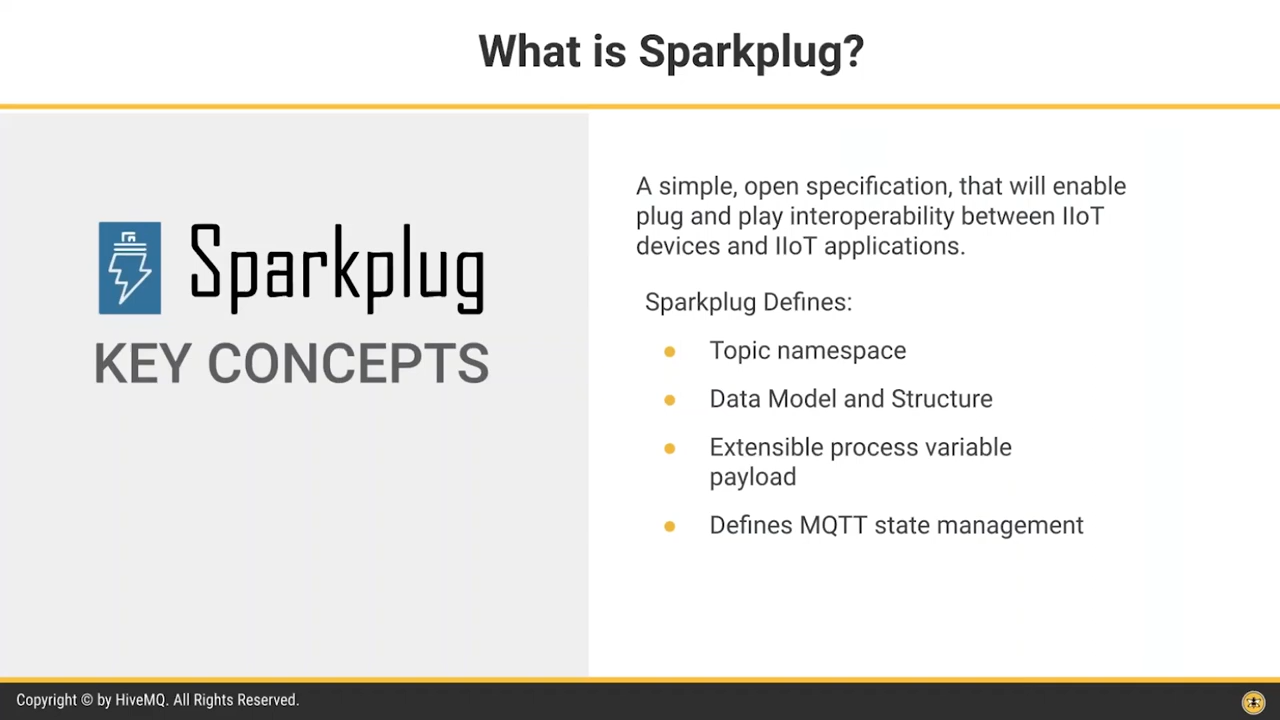 What is Sparkplug?
Sparkplug
KEY CONCEPTS
A simple, open specification, that will enable
plug and play interoperability between IIoT
devices and IIoT applications.
Sparkplug Defines:
● Topic namespace
● Data Model and Structure
● Extensible process variable
payload
● Defines MQTT state management
Copyright © by HiveMQ. All Rights Reserved.